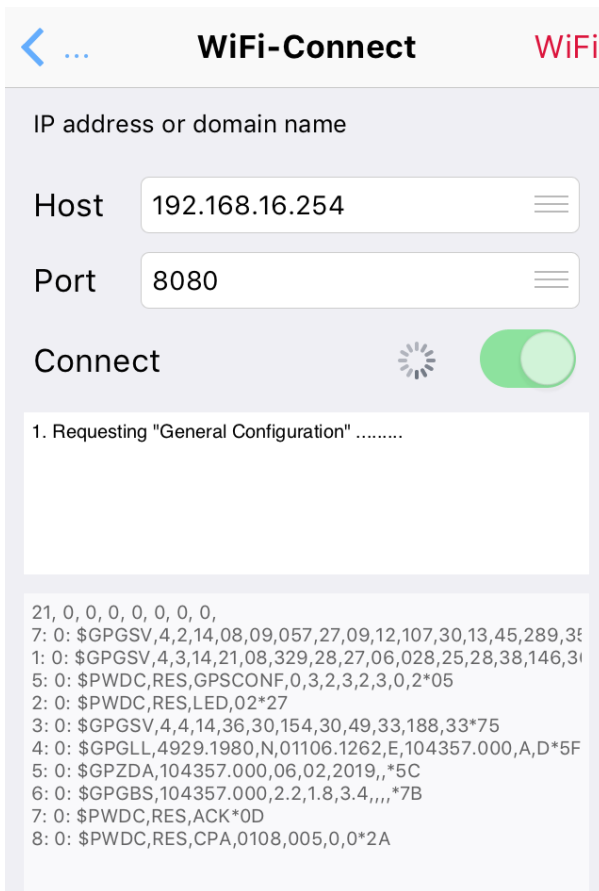 ... WiFi-Connect WiFi
IP address or domain name
Host 192.168.16.254
Port 8080
Connect
1. Requesting "General Configuration" .........
21, 0, 0, 0, 0, 0, 0, 0,
7: 0: $GPGSV,4,2,14,08,09,057,27,09,12,107,30,13,45,289,35
1: 0: $GPGSV,4,3,14,21,08,329,28,27,06,028,25,28,38,146,3
5: 0: $PWDC,RES,GPSCONF,0,3,2,3,2,3,0,2*05
2: 0: $PWDC,RES,LED,02*27
3: 0: $GPGSV,4,4,14,36,30,154,30,49,33,188,33*75
4: 0: $GPGLL,4929.1980,N,01106.1262,E,104357.000,A,D*5F
5: 0: $GPZDA,104357.000,06,02,2019,,*5C
6: 0: $GPGBS,104357.000,2.2,1.8,3.4,,,,*7B
7: 0: $PWDC,RES,ACK*0D
8: 0: $PWDC,RES,CPA,0108,005,0,0*2A